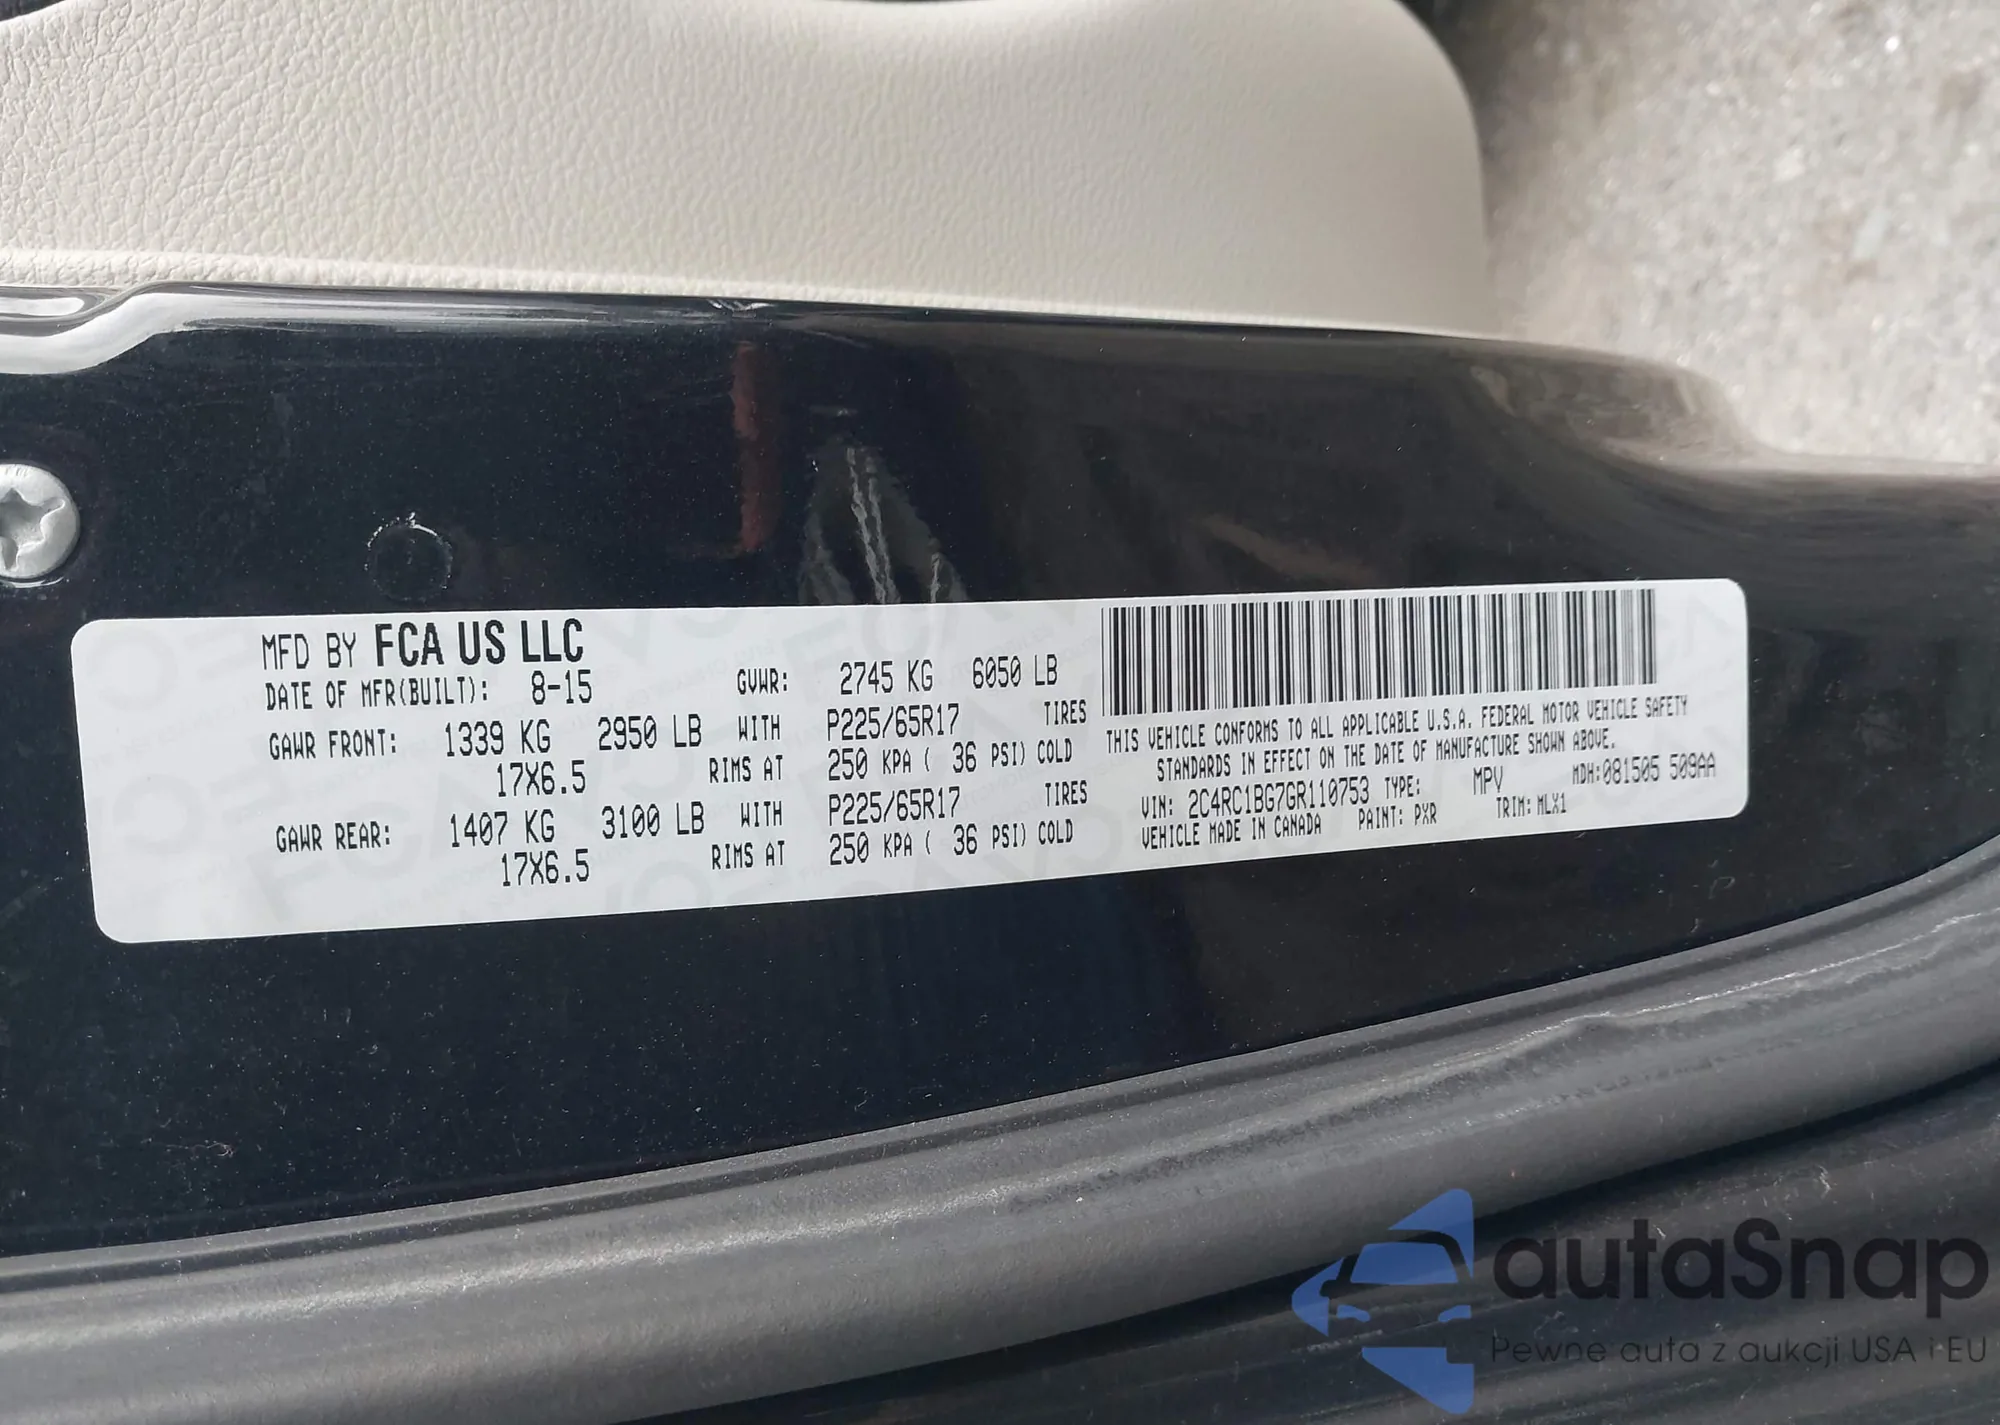 MFD BY FCA US LLC
DATE OF MFR(BUILT): 8-15 GVWR: 2745 KG 6050 LB
GAWR FRONT: 1339 KG 2950 LB WITH P225/65R17 TIRES
17X6.5 RIMS AT 250 KPA ( 36 PSI) COLD
GAWR REAR: 1407 KG 3100 LB WITH P225/65R17 TIRES
17X6.5 RIMS AT 250 KPA ( 36 PSI) COLD
THIS VEHICLE CONFORMS TO ALL APPLICABLE U.S.A. FEDERAL MOTOR VEHICLE SAFETY
STANDARDS IN EFFECT ON THE DATE OF MANUFACTURE SHOWN ABOVE.
VIN: 2C4RC1BG7GR110753 TYPE: MPV MDH:081505 509AA
VEHICLE MADE IN CANADA PAINT: PXR TRIM: MLX1
autaSnap
Pewne auta z aukcji USA i EU